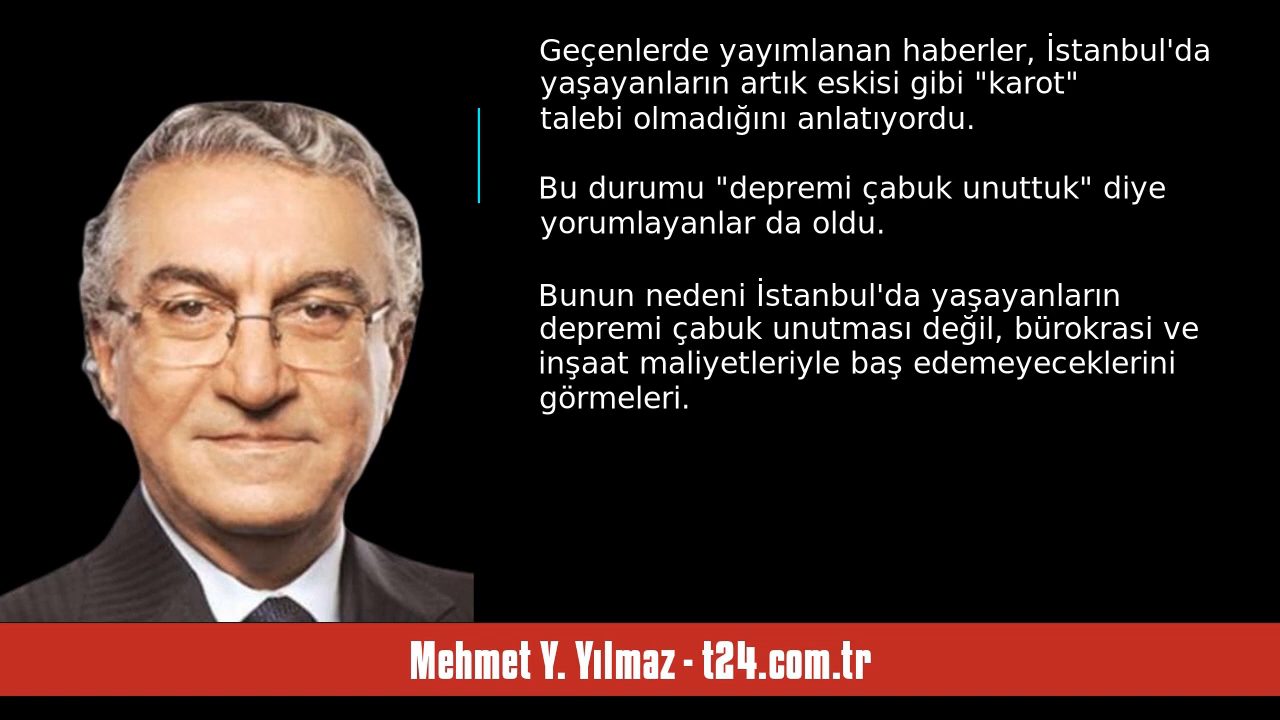 Geçenlerde yayımlanan haberler, İstanbul'da
yaşayanların artık eskisi gibi "karot"
talebi olmadığını anlatıyordu.
Bu durumu "depremi çabuk unuttuk" diye
yorumlayanlar da oldu.
Bunun nedeni İstanbul'da yaşayanların
depremi çabuk unutması değil, bürokrasi ve
inşaat maliyetleriyle baş edemeyeceklerini
görmeleri.
Mehmet Y. Yılmaz - t24.com.tr